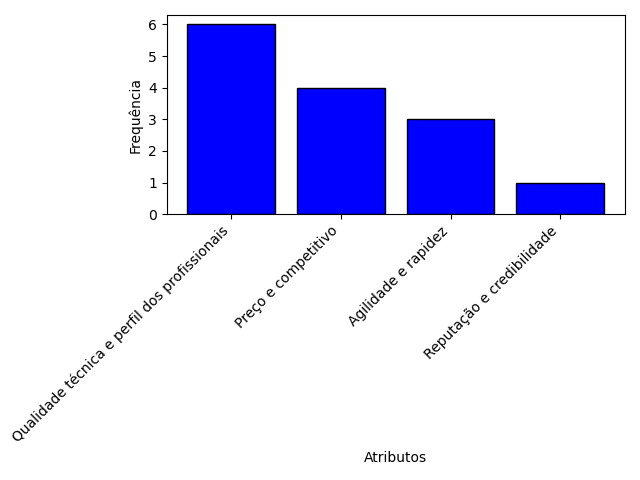 Frequência
6
5
4
3
2
1
0
Qualidade técnica e perfil dos profissionais
Preço e competitivo
Agilidade e rapidez
Reputação e credibilidade
Atributos